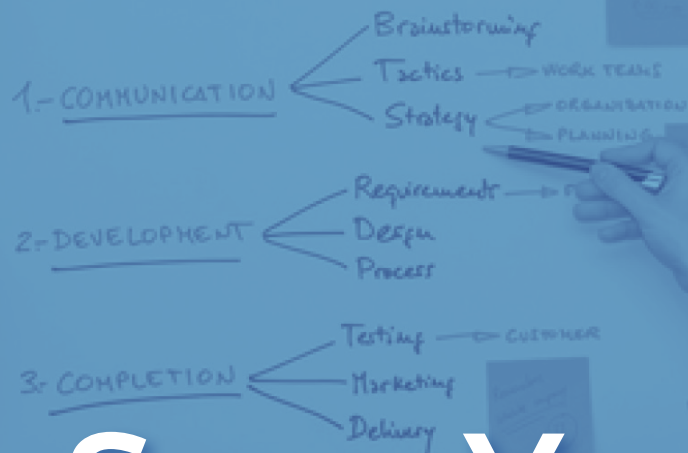 Brainstorming
1.- COMMUNICATION
Tactics WORK TEAMS
Strategy ORGANISATION
PLANNING
Requirements
2.- DEVELOPMENT
Design
Process
Testing CUSTOMER
3.- COMPLETION
Marketing
Delivery